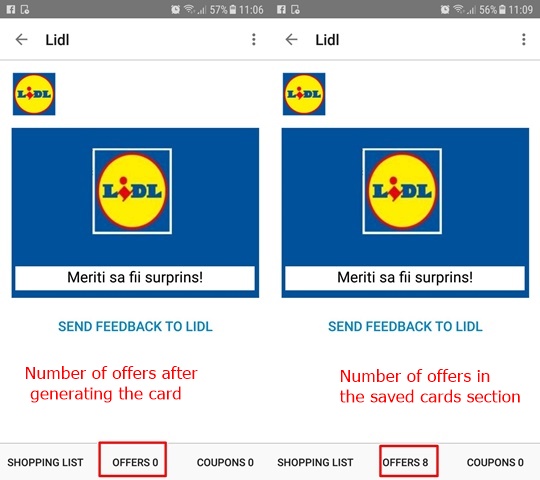 57% 11:06
Lidl
LIDL
LIDL
Meriti sa fii surprins!
SEND FEEDBACK TO LIDL
Number of offers after
generating the card
SHOPPING LIST OFFERS 0 COUPONS 0
56% 11:09
Lidl
LIDL
LIDL
Meriti sa fii surprins!
SEND FEEDBACK TO LIDL
Number of offers in
the saved cards section
SHOPPING LIST OFFERS 8 COUPONS 0